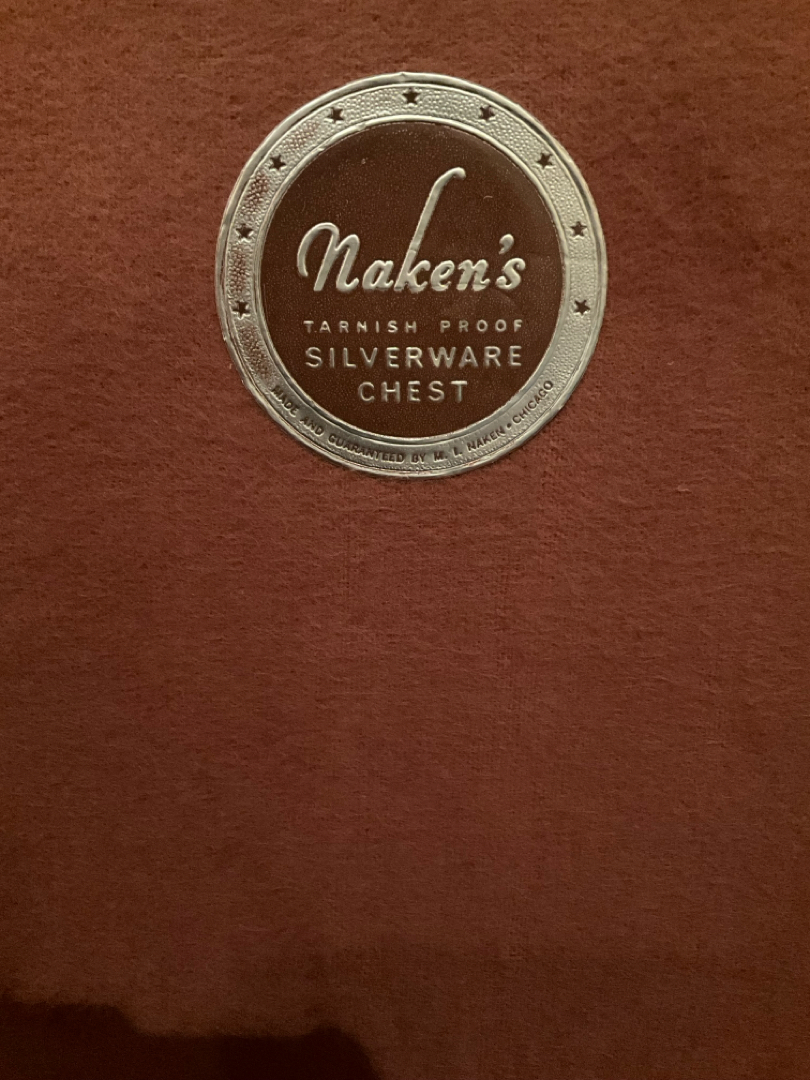 Naken's
TARNISH PROOF
SILVERWARE
CHEST
MADE AND GUARANTEED BY M. L. NAKEN • CHICAGO